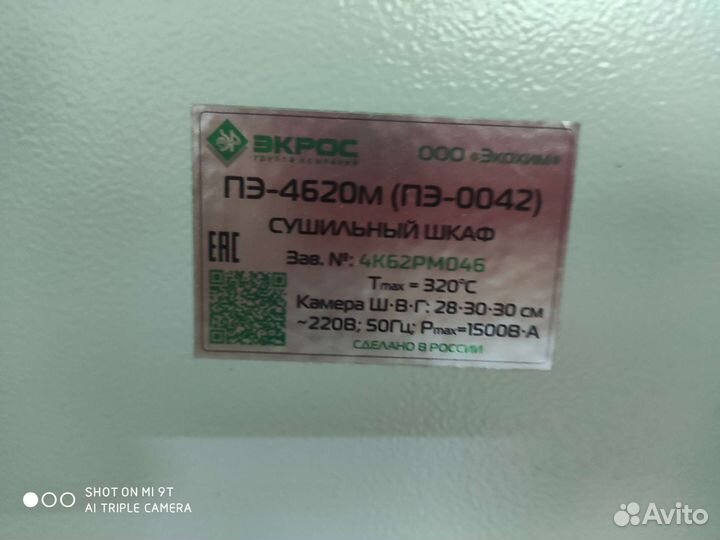 ЭКРОС
группа компаний
ООО «Экохим»
ПЭ-4620М (ПЭ-0042)
СУШИЛЬНЫЙ ШКАФ
EAC
Зав. №: 4К62РМ046
Tmax = 320°C
Камера Ш·В·Г: 28·30·30 см
~220В; 50Гц; Pmax=1500В·А
СДЕЛАНО В РОССИИ
SHOT ON MI 9T
AI TRIPLE CAMERA
Avito